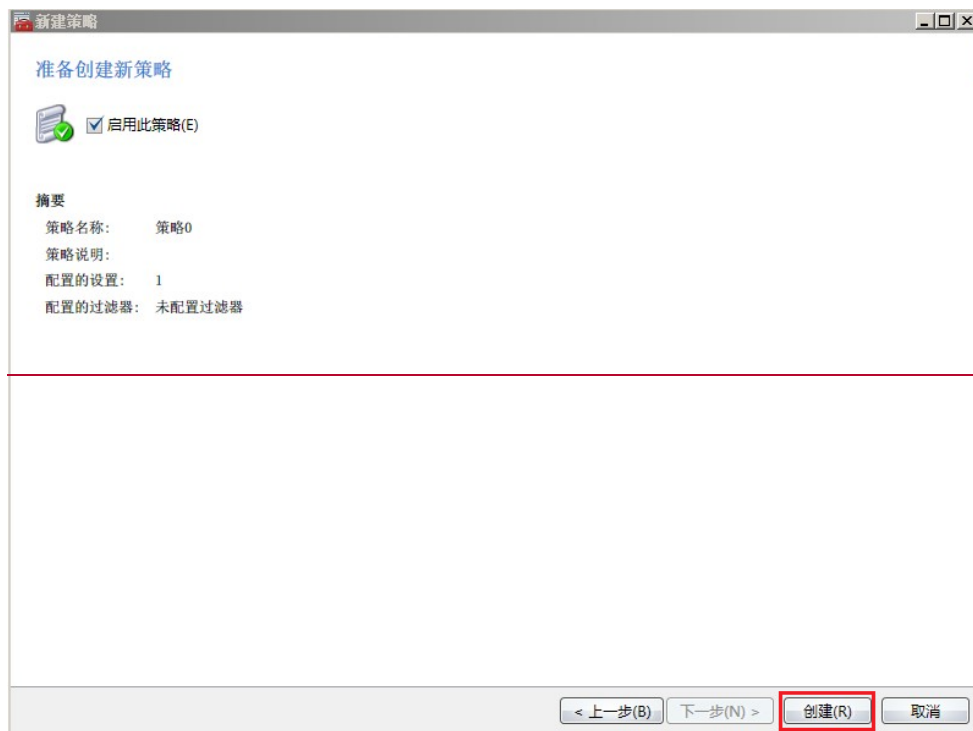 新建策略
准备创建新策略
启用此策略(E)
摘要
策略名称: 策略0
策略说明:
配置的设置: 1
配置的过滤器: 未配置过滤器
< 上一步(B) 下一步(N) > 创建(R) 取消